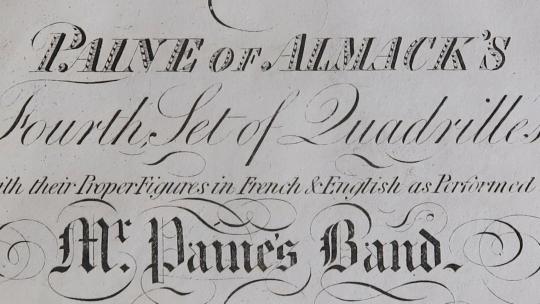 PAINE OF ALMACK'S
Fourth, Set of Quadrilles
ith their Proper Figures in French & English as Performed
Mr. Paine's Band.